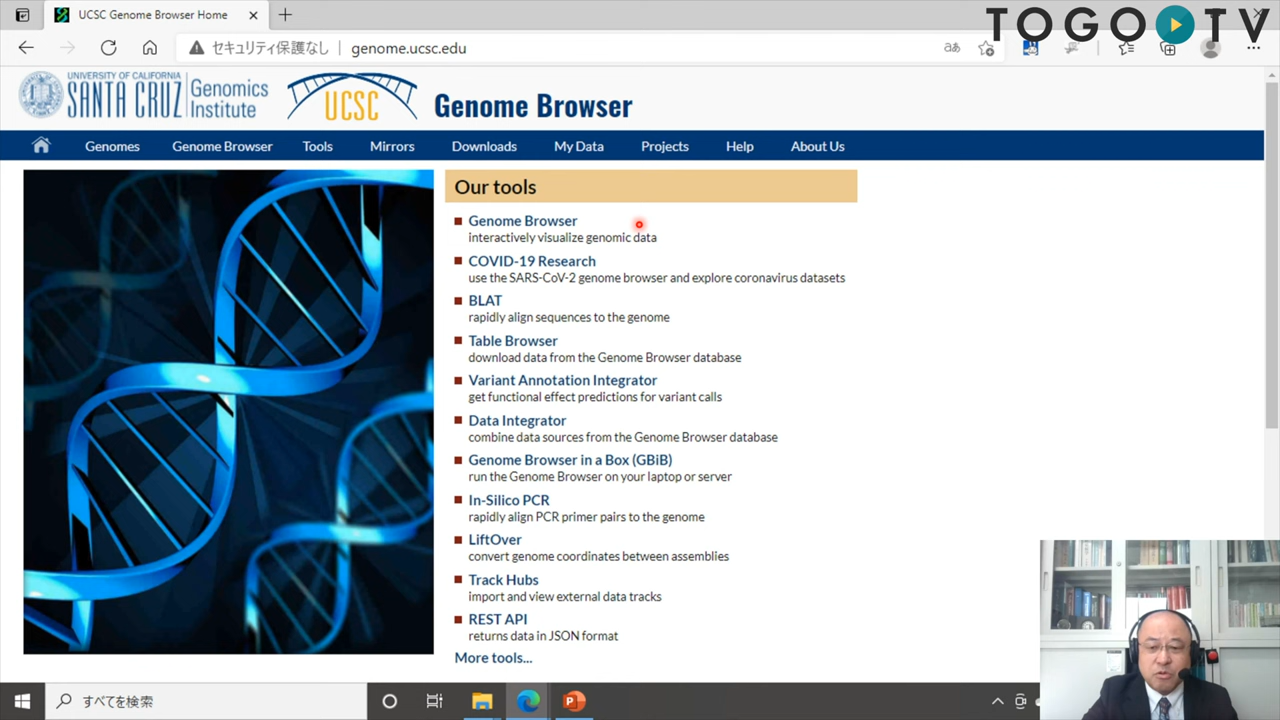 UCSC Genome Browser Home
TOGO TV
セキュリティ保護なし genome.ucsc.edu
あぁ
UNIVERSITY OF CALIFORNIA
SANTA CRUZ
Genomics
Institute
UCSC
Genome Browser
Genomes Genome Browser Tools Mirrors Downloads My Data Projects Help About Us
Our tools
Genome Browser
interactively visualize genomic data
COVID-19 Research
use the SARS-CoV-2 genome browser and explore coronavirus datasets
BLAT
rapidly align sequences to the genome
Table Browser
download data from the Genome Browser database
Variant Annotation Integrator
get functional effect predictions for variant calls
Data Integrator
combine data sources from the Genome Browser database
Genome Browser in a Box (GBiB)
run the Genome Browser on your laptop or server
In-Silico PCR
rapidly align PCR primer pairs to the genome
LiftOver
convert genome coordinates between assemblies
Track Hubs
import and view external data tracks
REST API
returns data in JSON format
More tools...
すべてを検索